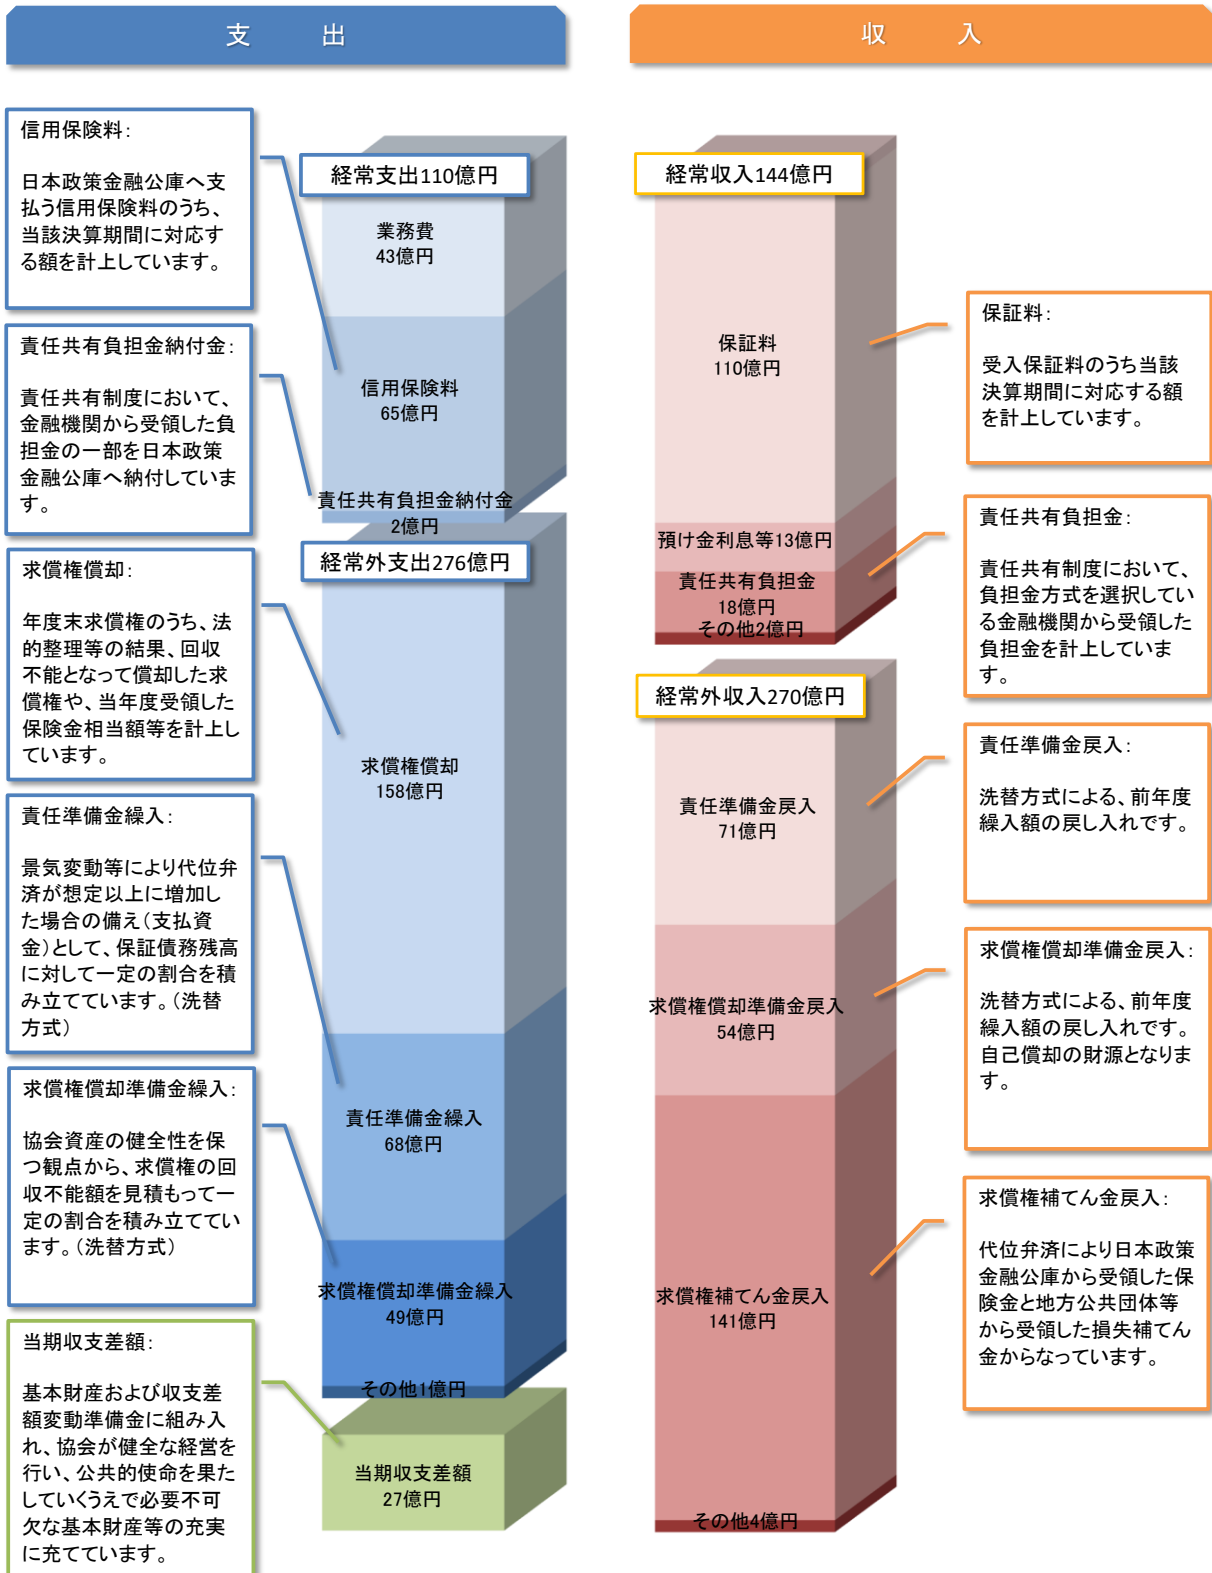 支　出
収　入
信用保険料：
日本政策金融公庫へ支
払う信用保険料のうち、
当該決算期間に対応す
る額を計上しています。
責任共有負担金納付金：
責任共有制度において、
金融機関から受領した負
担金の一部を日本政策
金融公庫へ納付していま
す。
求償権償却：
年度末求償権のうち、法
的整理等の結果、回収
不能となって償却した求
償権や、当年度受領した
保険金相当額等を計上し
ています。
責任準備金繰入：
景気変動等により代位弁
済が想定以上に増加し
た場合の備え（支払資
金）として、保証債務残高
に対して一定の割合を積
み立てています。（洗替
方式）
求償権償却準備金繰入：
協会資産の健全性を保
つ観点から、求償権の回
収不能額を見積もって一
定の割合を積み立ててい
ます。（洗替方式）
当期収支差額：
基本財産および収支差
額変動準備金に組み入
れ、協会が健全な経営を
行い、公共的使命を果た
していくうえで必要不可
欠な基本財産等の充実
に充てています。
経常支出110億円
業務費
43億円
信用保険料
65億円
責任共有負担金納付金
2億円
経常外支出276億円
求償権償却
158億円
責任準備金繰入
68億円
求償権償却準備金繰入
49億円
その他1億円
当期収支差額
27億円
経常収入144億円
保証料
110億円
預け金利息等13億円
責任共有負担金
18億円
その他2億円
経常外収入270億円
責任準備金戻入
71億円
求償権償却準備金戻入
54億円
求償権補てん金戻入
141億円
その他4億円
保証料：
受入保証料のうち当該
決算期間に対応する額
を計上しています。
責任共有負担金：
責任共有制度において、
負担金方式を選択してい
る金融機関から受領した
負担金を計上していま
す。
責任準備金戻入：
洗替方式による、前年度
繰入額の戻し入れです。
求償権償却準備金戻入：
洗替方式による、前年度
繰入額の戻し入れです。
自己償却の財源となりま
す。
求償権補てん金戻入：
代位弁済により日本政策
金融公庫から受領した保
険金と地方公共団体等
から受領した損失補てん
金からなっています。